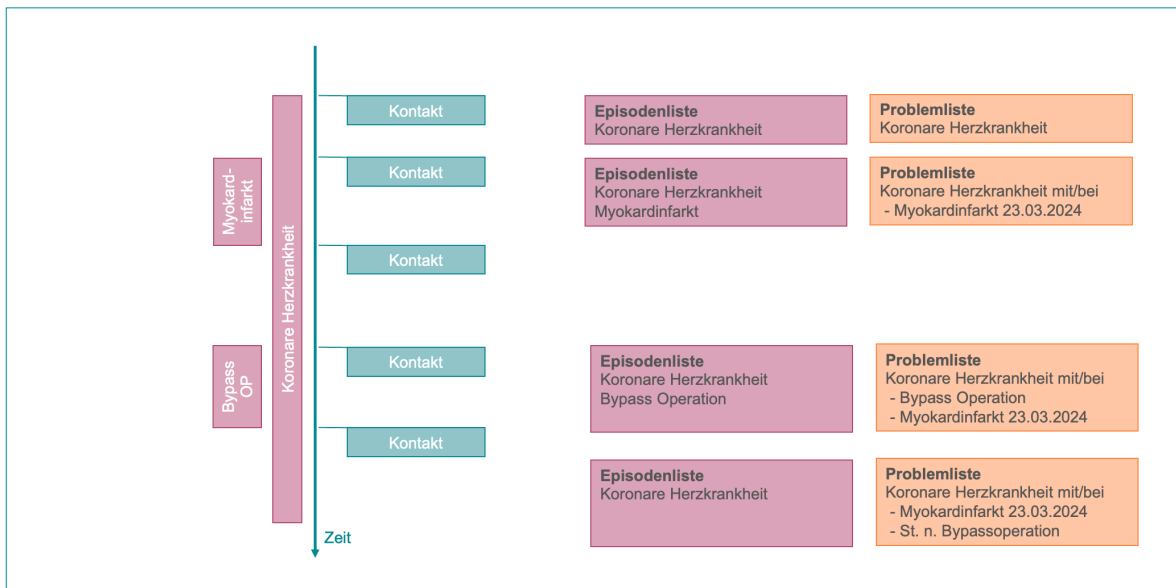 Kontakt
Episodenliste
Koronare Herzkrankheit
Problemliste
Koronare Herzkrankheit
Myokard-
infarkt
Koronare Herzkrankheit
Kontakt
Episodenliste
Koronare Herzkrankheit
Myokardinfarkt
Problemliste
Koronare Herzkrankheit mit/bei
- Myokardinfarkt 23.03.2024
Kontakt
Bypass
OP
Kontakt
Episodenliste
Koronare Herzkrankheit
Bypass Operation
Problemliste
Koronare Herzkrankheit mit/bei
- Bypass Operation
- Myokardinfarkt 23.03.2024
Kontakt
Episodenliste
Koronare Herzkrankheit
Problemliste
Koronare Herzkrankheit mit/bei
- Myokardinfarkt 23.03.2024
- St. n. Bypassoperation
Zeit